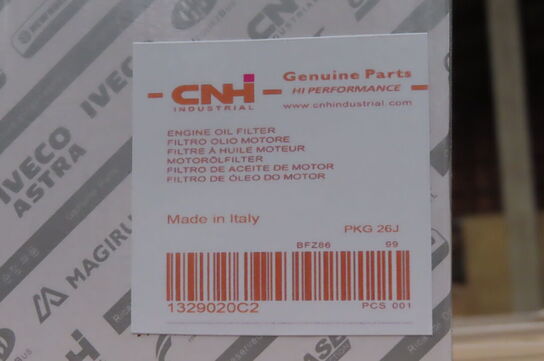 CNH
INDUSTRIAL
Genuine Parts
HI PERFORMANCE
www.cnhindustrial.com
ENGINE OIL FILTER
FILTRO OLIO MOTORE
FILTRE À HUILE MOTEUR
MOTORÖLFILTER
FILTRO DE ACEITE DE MOTOR
FILTRO DE ÓLEO DO MOTOR
Made in Italy
PKG 26J
BFZ86 99
1329020C2
PCS 001
IVECO
IVECO
ASTRA
MAGIRU